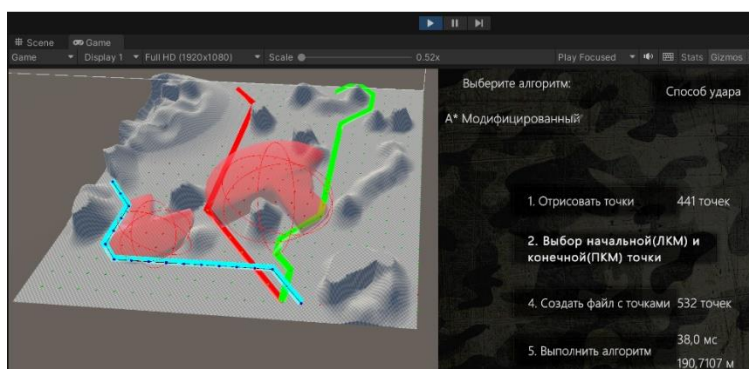 Scene Game
Game Display 1 Full HD (1920x1080) Scale 0.52x Play Focused Stats Gizmos
Выберите алгоритм:
Способ удара
А* Модифицированный
1. Отрисовать точки 441 точек
2. Выбор начальной(ЛКМ) и
конечной(ПКМ) точки
4. Создать файл с точками 532 точек
38,0 мс
5. Выполнить алгоритм
190,7107 м